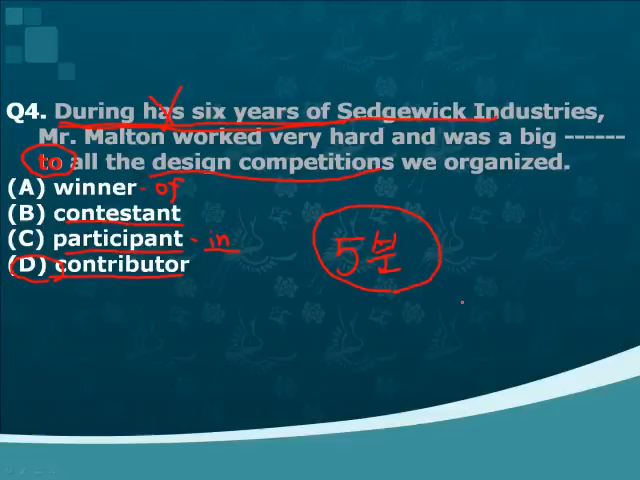 Q4. During has six years of Sedgewick Industries,
Mr. Malton worked very hard and was a big ------
to all the design competitions we organized.
(A) winner - of
(B) contestant
(C) participant - in
(D) contributor
5분